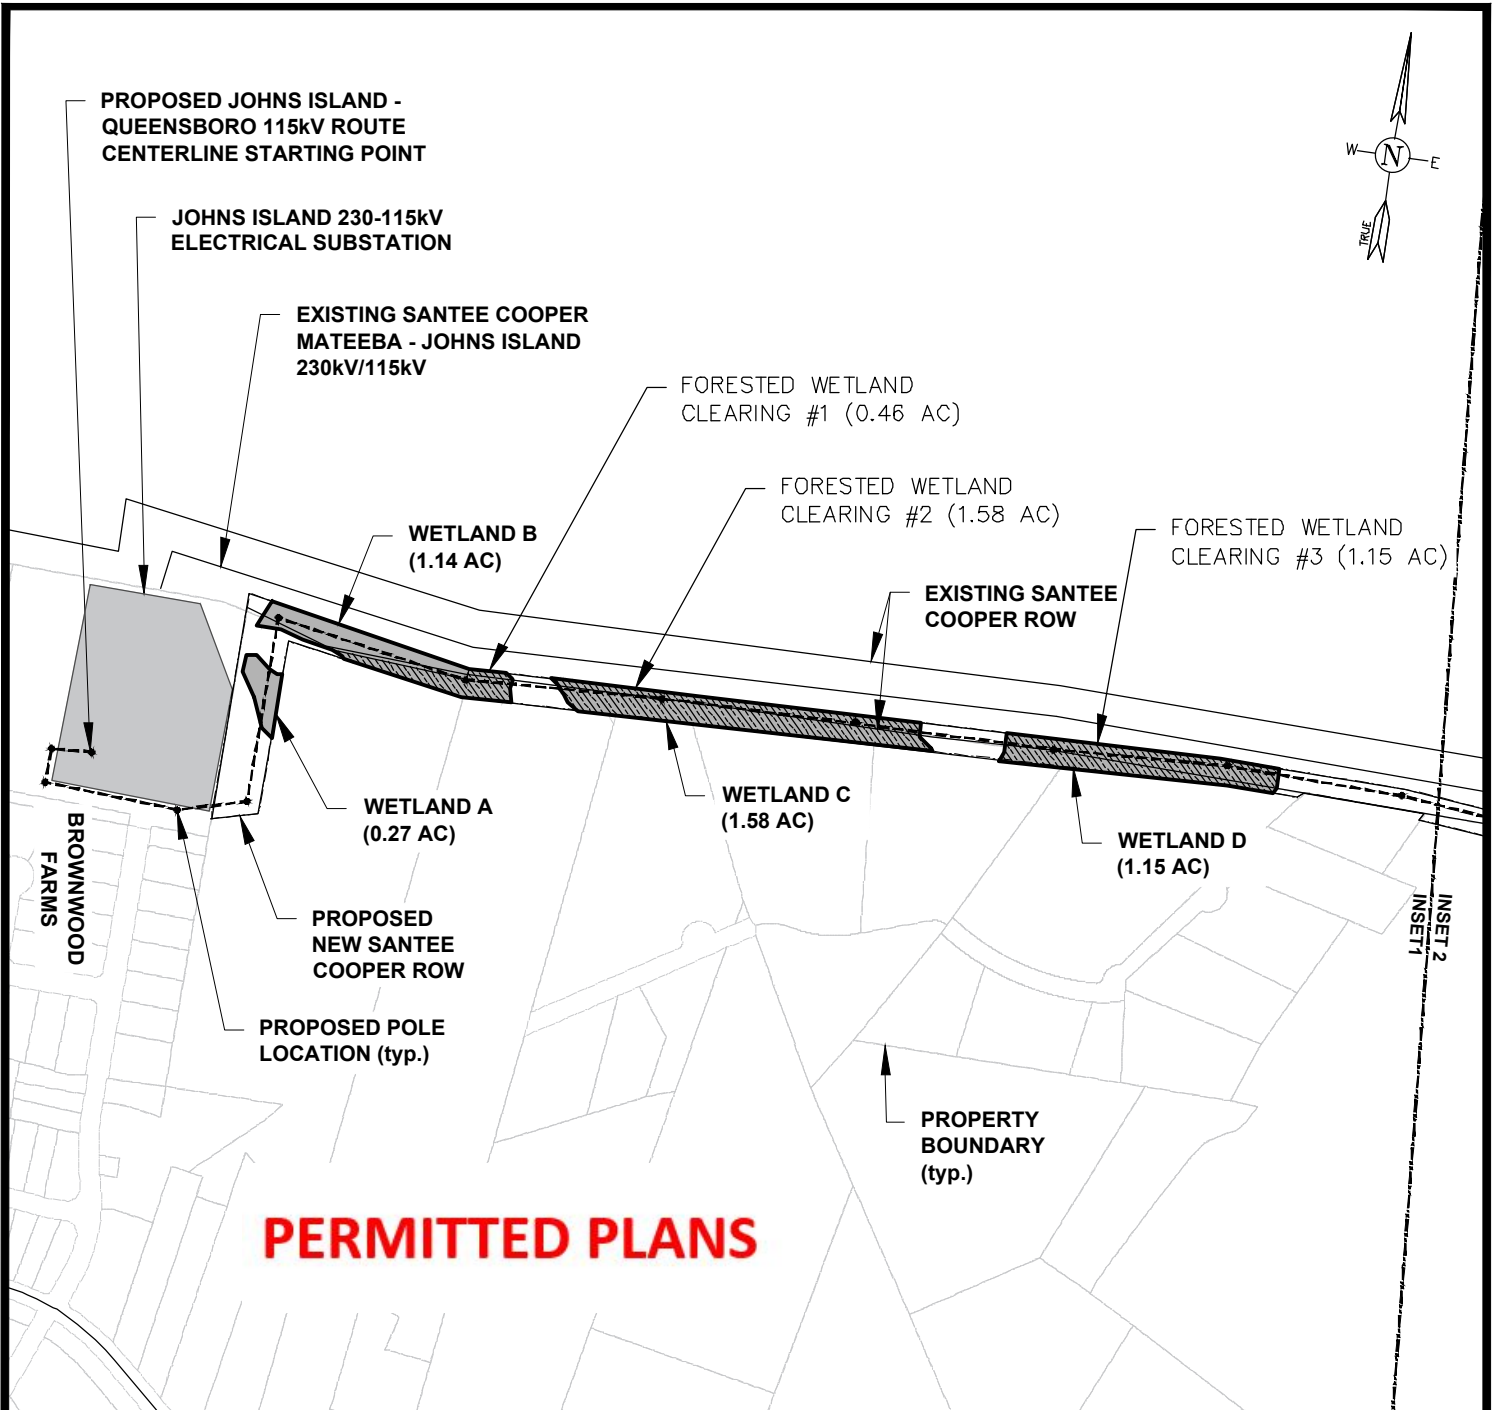 PROPOSED JOHNS ISLAND -
QUEENSBORO 115kV ROUTE
CENTERLINE STARTING POINT
JOHNS ISLAND 230-115kV
ELECTRICAL SUBSTATION
EXISTING SANTEE COOPER
MATEEBA - JOHNS ISLAND
230kV/115kV
W
N
E
TRUE
FORESTED WETLAND
CLEARING #1 (0.46 AC)
FORESTED WETLAND
CLEARING #2 (1.58 AC)
FORESTED WETLAND
CLEARING #3 (1.15 AC)
WETLAND B
(1.14 AC)
EXISTING SANTEE
COOPER ROW
WETLAND A
(0.27 AC)
WETLAND C
(1.58 AC)
WETLAND D
(1.15 AC)
BROWNWOOD
FARMS
PROPOSED
NEW SANTEE
COOPER ROW
INSET 2
INSET1
PROPOSED POLE
LOCATION (typ.)
PROPERTY
BOUNDARY
(typ.)
PERMITTED PLANS